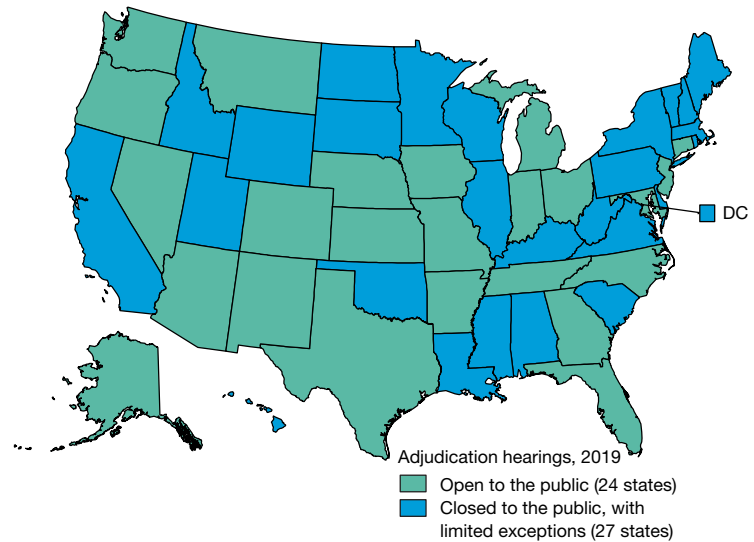 DC
Adjudication hearings, 2019
Open to the public (24 states)
Closed to the public, with
limited exceptions (27 states)